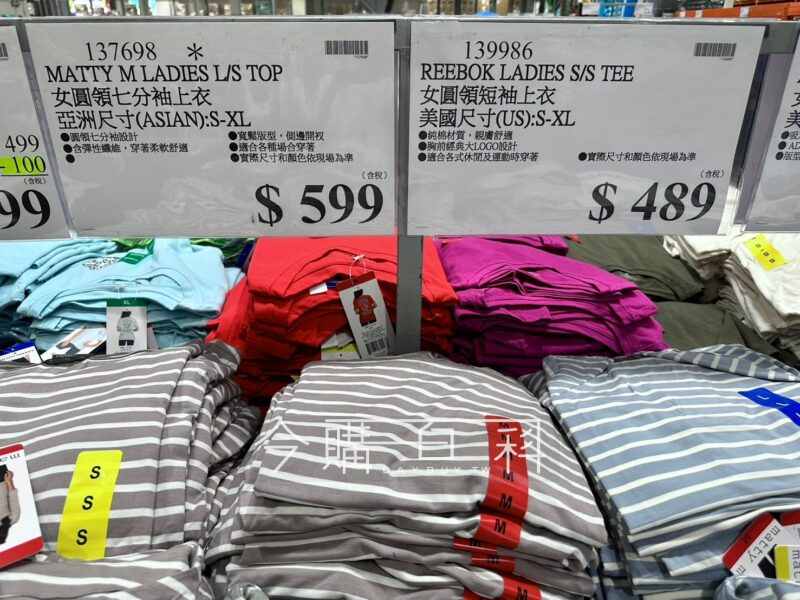 499
- 100
(含稅)
99
137698 *
MATTY M LADIES L/S TOP
女圓領七分袖上衣
亞洲尺寸(ASIAN):S-XL
●圓領七分袖設計
●含彈性纖維，穿著柔軟舒適
●
●寬鬆版型，側邊開衩
●適合各種場合穿著
●實際尺寸和顏色依現場為準
(含稅)
$ 599
139986
REEBOK LADIES S/S TEE
女圓領短袖上衣
美國尺寸(US):S-XL
●純棉材質，親膚舒適
●胸前經典大LOGO設計
●適合各式休閒及運動時穿著
●實際尺寸和顏色依現場為準
(含稅)
$ 489
XL
今購百科
DAYBUY.TW
S
S
S
M
M
M
M
M
M
M
L
L
matty
matt